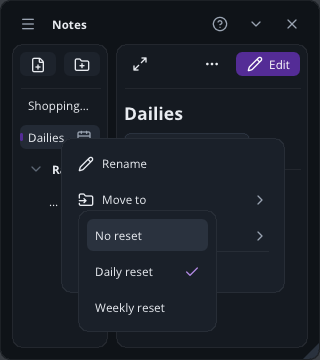 Notes
Edit
Shopping...
Dailies
Dailies
Rename
...
Move to
No reset
Daily reset
Weekly reset